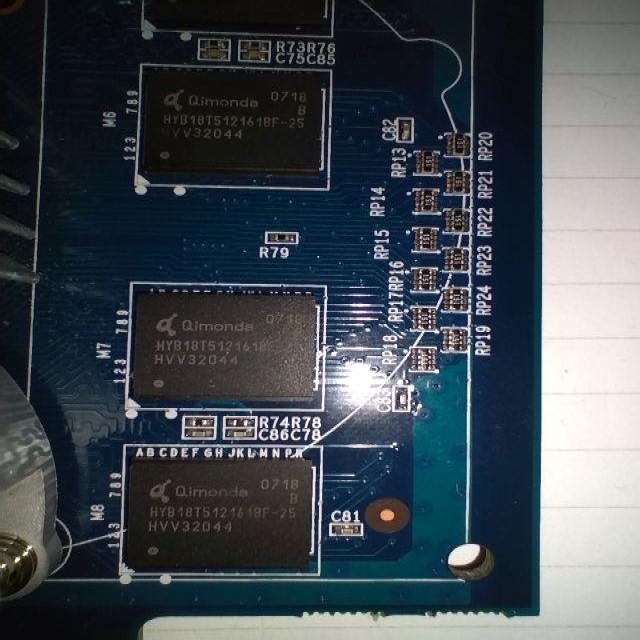 R73R76
C75C85
Qimonda 0718
B
HYB18T512161BF-25
HVV32044
M6
789
123
C82
RP13
RP20
RP14
RP21
RP15
RP22
RP16
RP23
RP17
RP24
RP18
RP19
R79
Qimonda 0718
HYB18T512161BF
HVV32044
M7
789
123
R74R78
C86C78
ABCDEFGHJKLMNPR
Qimonda 0718
B
HYB18T512161BF-25
HVV32044
M8
789
123
C81